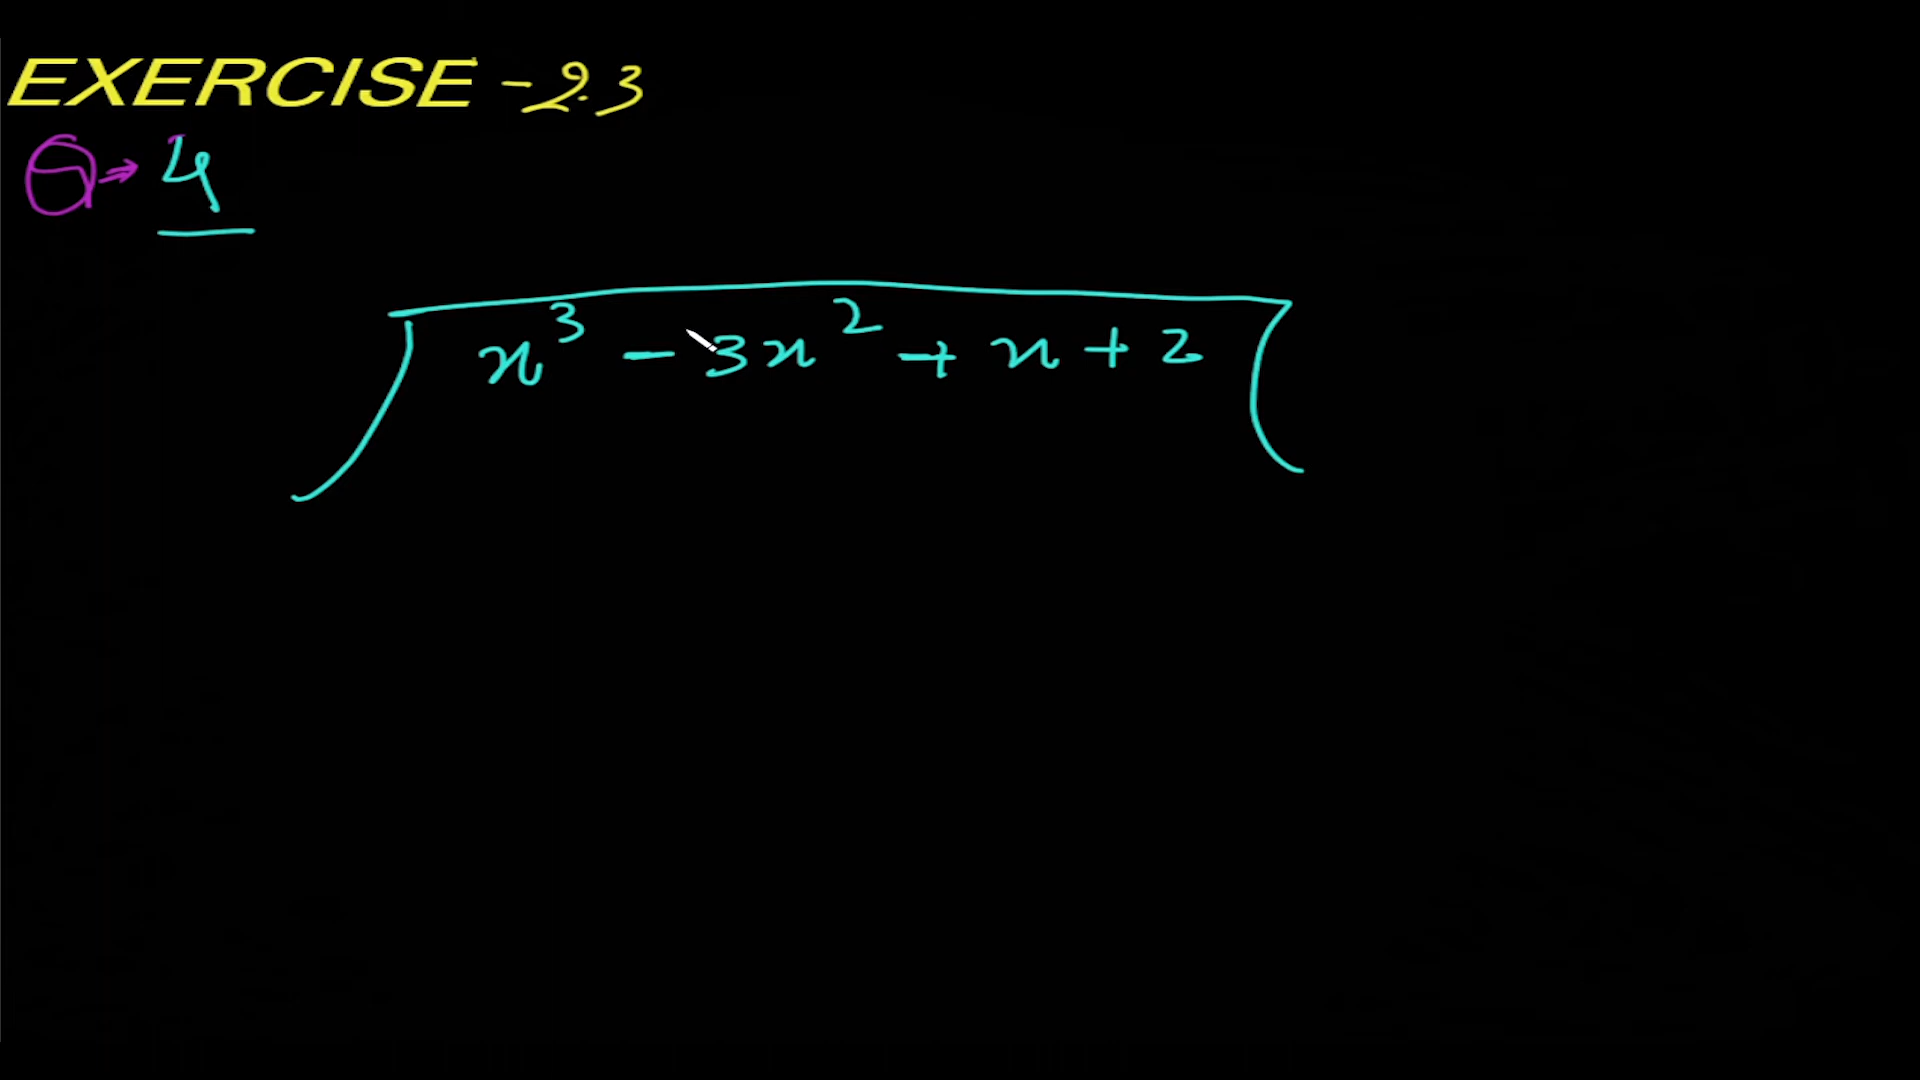 EXERCISE - 2.3
Q → 4
x³ - 3x² + x + 2